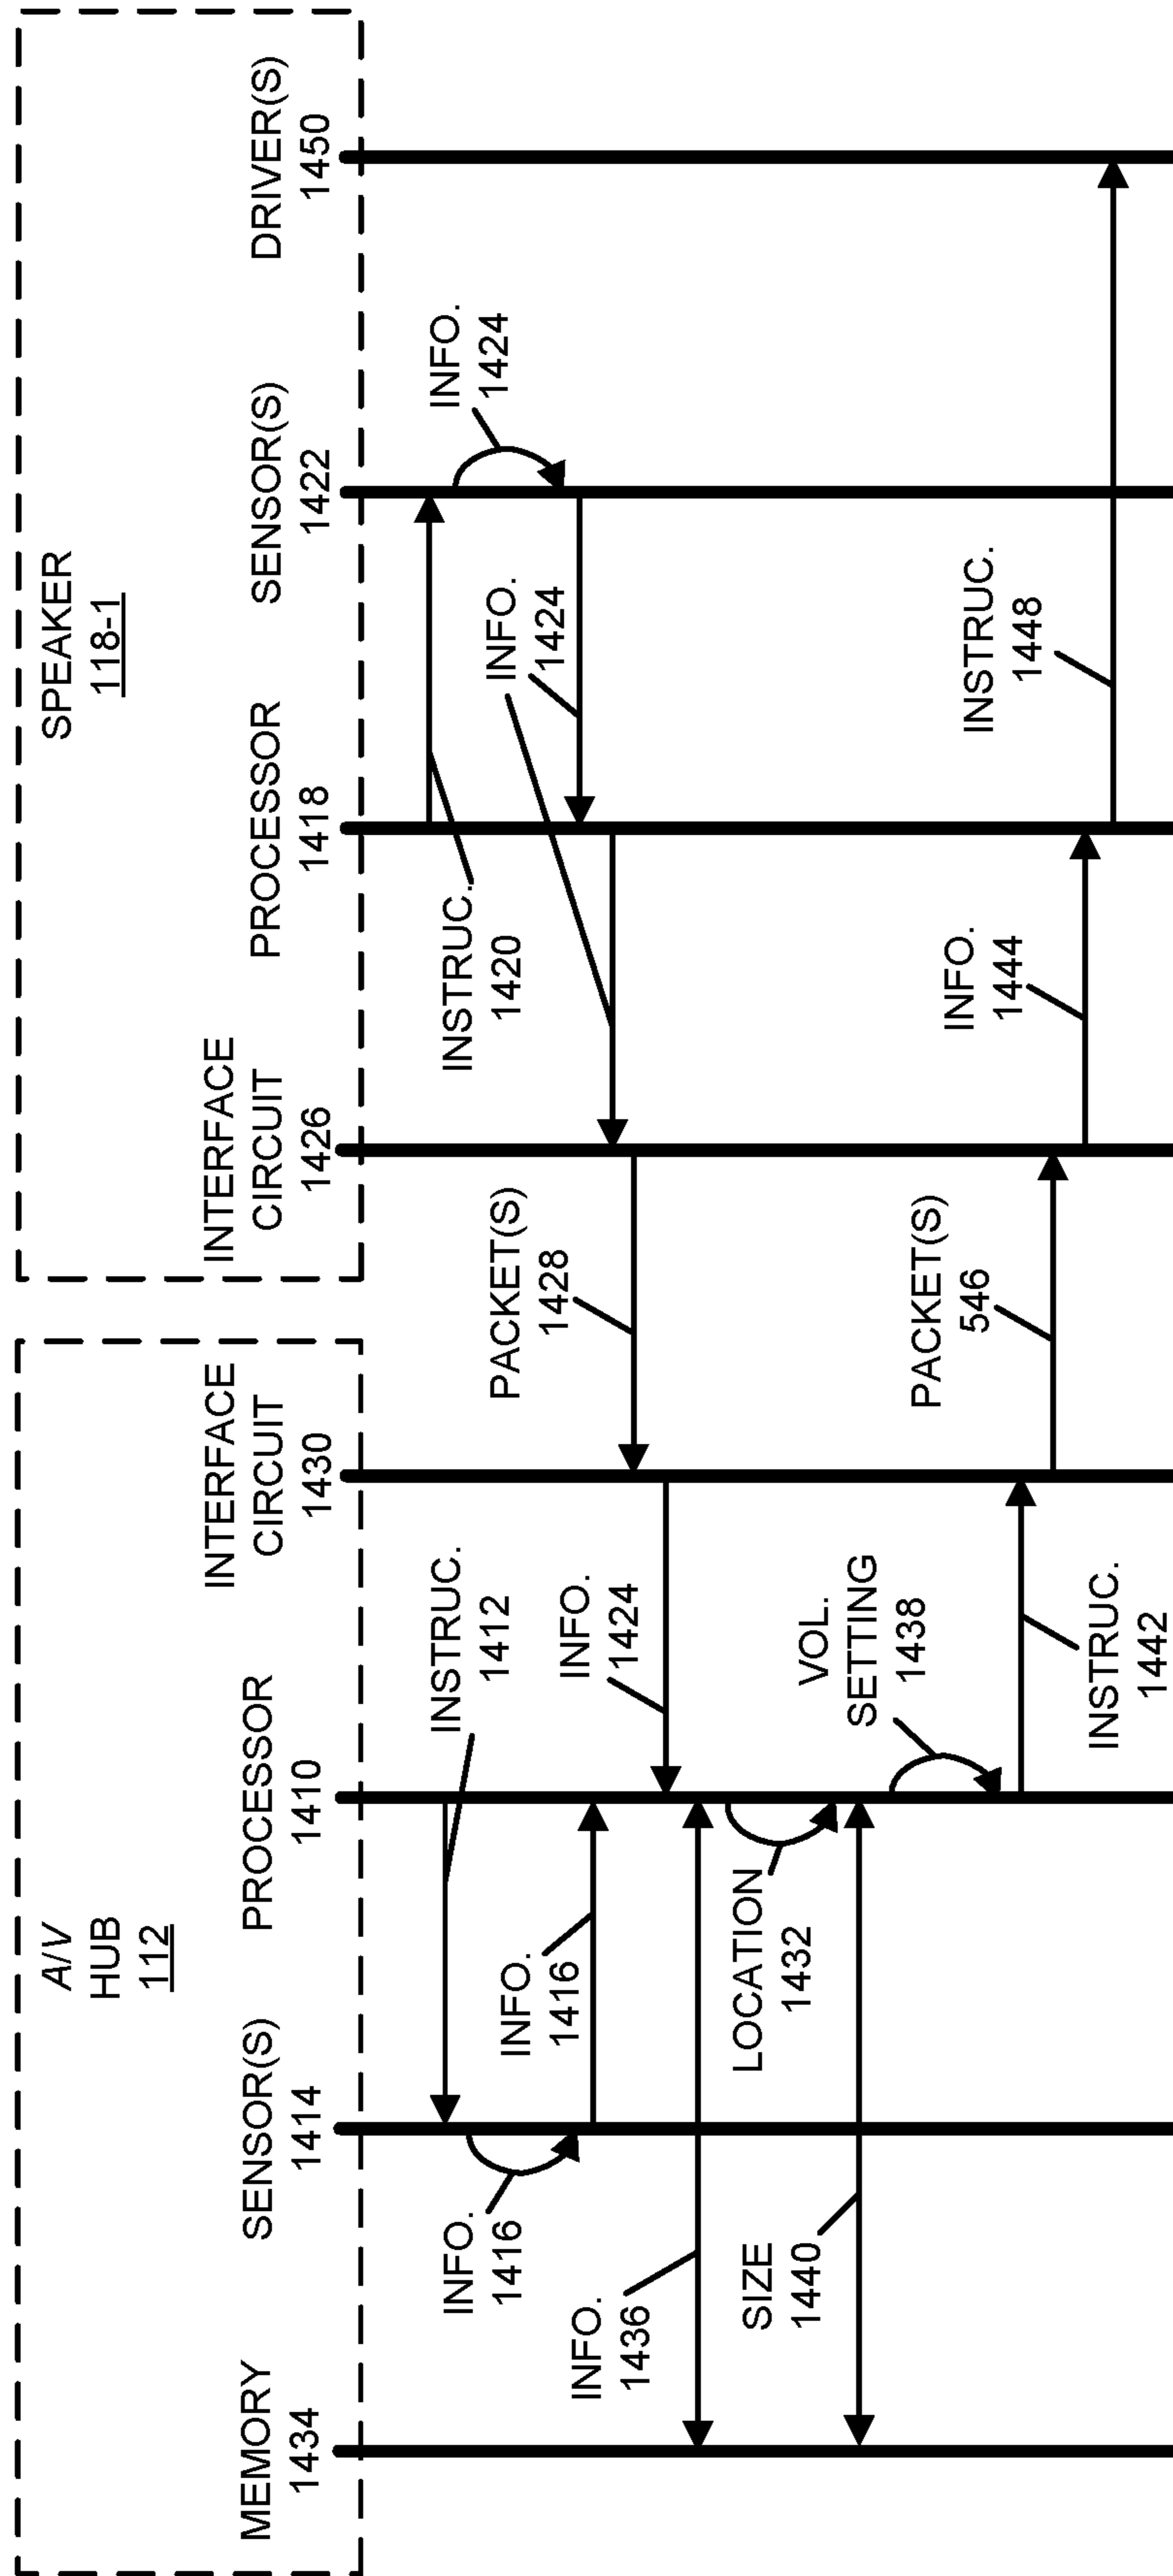 A/V
HUB
112
SPEAKER
118-1
MEMORY
1434
SENSOR(S)
1414
PROCESSOR
1410
INTERFACE
CIRCUIT
1430
INTERFACE
CIRCUIT
1426
PROCESSOR
1418
SENSOR(S)
1422
DRIVER(S)
1450
INFO.
1416
INSTRUC.
1412
INSTRUC.
1420
INFO.
1424
INFO.
1416
INFO.
1424
PACKET(S)
1428
INFO.
1424
INFO.
1436
LOCATION
1432
SIZE
1440
VOL.
SETTING
1438
INSTRUC.
1442
PACKET(S)
546
INFO.
1444
INSTRUC.
1448